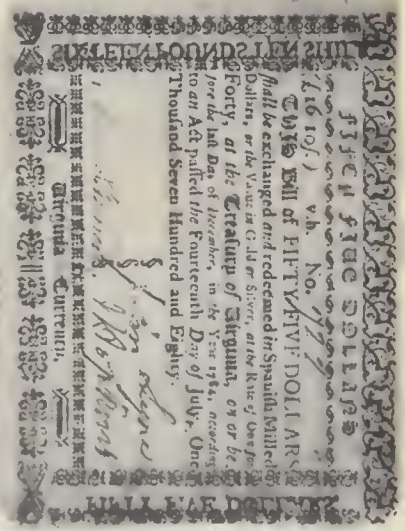 SIXTEEN POUNDS TEN SHILL
FIFTY FIVE DOLLARS
(£16 10s.) v.b. No.
THIS Bill of FIFTY-FIVE DOLLARS
shall be exchanged and redeemed in Spanish Milled
Dollars, or the Value in Gold or Silver, at the Rate of One for
Forty, at the Treasury of Virginia, on or be-
fore the last Day of December, in the Year 1784, according
to an Act passed the Fourteenth Day of July, One
Thousand Seven Hundred and Eighty.
Virginia Currency.
FIFTY FIVE DOLLARS